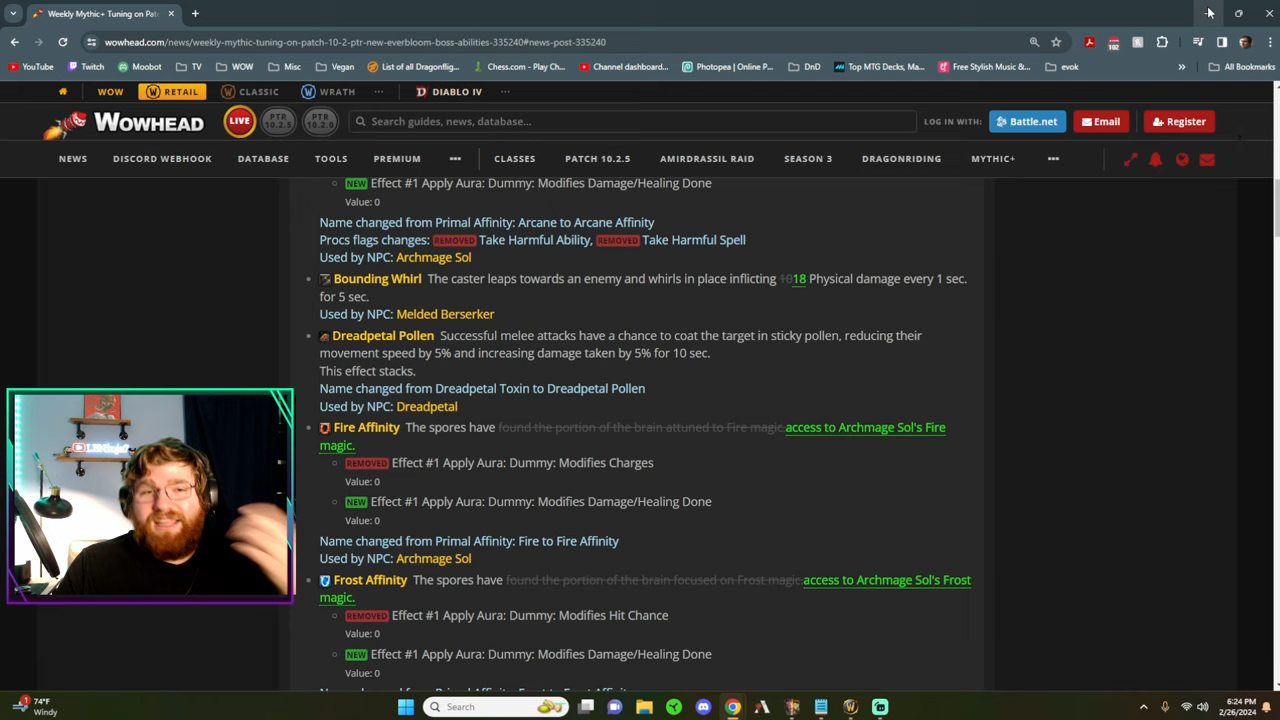 Weekly Mythic+ Tuning on Patc
wowhead.com/news/weekly-mythic-tuning-on-patch-10-2-ptr-new-everbloom-boss-abilities-335240#news-post-335240
YouTube Twitch Moobot TV WOW Misc Vegan List of all Dragonflig... Chess.com - Play Ch... Channel dashboard... Photopea | Online P... DnD Top MTG Decks, Ma... Free Stylish Music &... evok » All Bookmarks
WOW RETAIL CLASSIC WRATH ... DIABLO IV ...
WOWHEAD LIVE PTR 10.2.5 PTR 10.2.0 Search guides, news, database... LOG IN WITH: Battle.net Email Register
NEWS DISCORD WEBHOOK DATABASE TOOLS PREMIUM ... CLASSES PATCH 10.2.5 AMIRDRASSIL RAID SEASON 3 DRAGONRIDING MYTHIC+ ...
NEW Effect #1 Apply Aura: Dummy: Modifies Damage/Healing Done
Value: 0
Name changed from Primal Affinity: Arcane to Arcane Affinity
Procs flags changes: REMOVED Take Harmful Ability, REMOVED Take Harmful Spell
Used by NPC: Archmage Sol
Bounding Whirl The caster leaps towards an enemy and whirls in place inflicting 1018 Physical damage every 1 sec.
for 5 sec.
Used by NPC: Melded Berserker
Dreadpetal Pollen Successful melee attacks have a chance to coat the target in sticky pollen, reducing their
movement speed by 5% and increasing damage taken by 5% for 10 sec.
This effect stacks.
Name changed from Dreadpetal Toxin to Dreadpetal Pollen
Used by NPC: Dreadpetal
Fire Affinity The spores have found the portion of the brain attuned to Fire magic. access to Archmage Sol's Fire
magic.
REMOVED Effect #1 Apply Aura: Dummy: Modifies Charges
Value: 0
NEW Effect #1 Apply Aura: Dummy: Modifies Damage/Healing Done
Value: 0
Name changed from Primal Affinity: Fire to Fire Affinity
Used by NPC: Archmage Sol
Frost Affinity The spores have found the portion of the brain focused on Frost magic. access to Archmage Sol's Frost
magic.
REMOVED Effect #1 Apply Aura: Dummy: Modifies Hit Chance
Value: 0
NEW Effect #1 Apply Aura: Dummy: Modifies Damage/Healing Done
Value: 0
1 74°F
Windy
Search
6:24 PM
2/26/2024